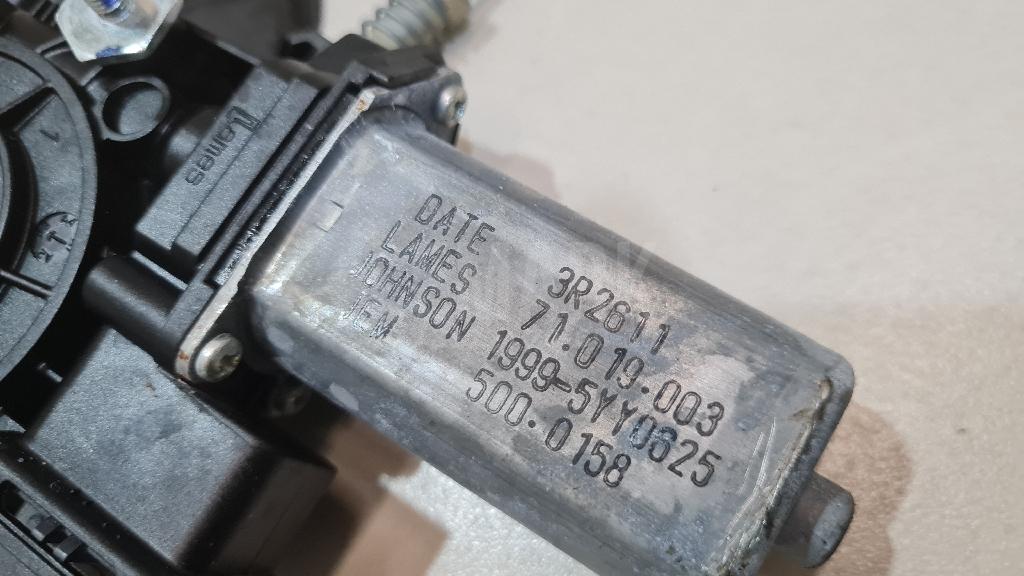 Lames
DATE 3R2611
LAMES 71.019.003
JOHNSON 1999-5YY0625
JEM 500.0158